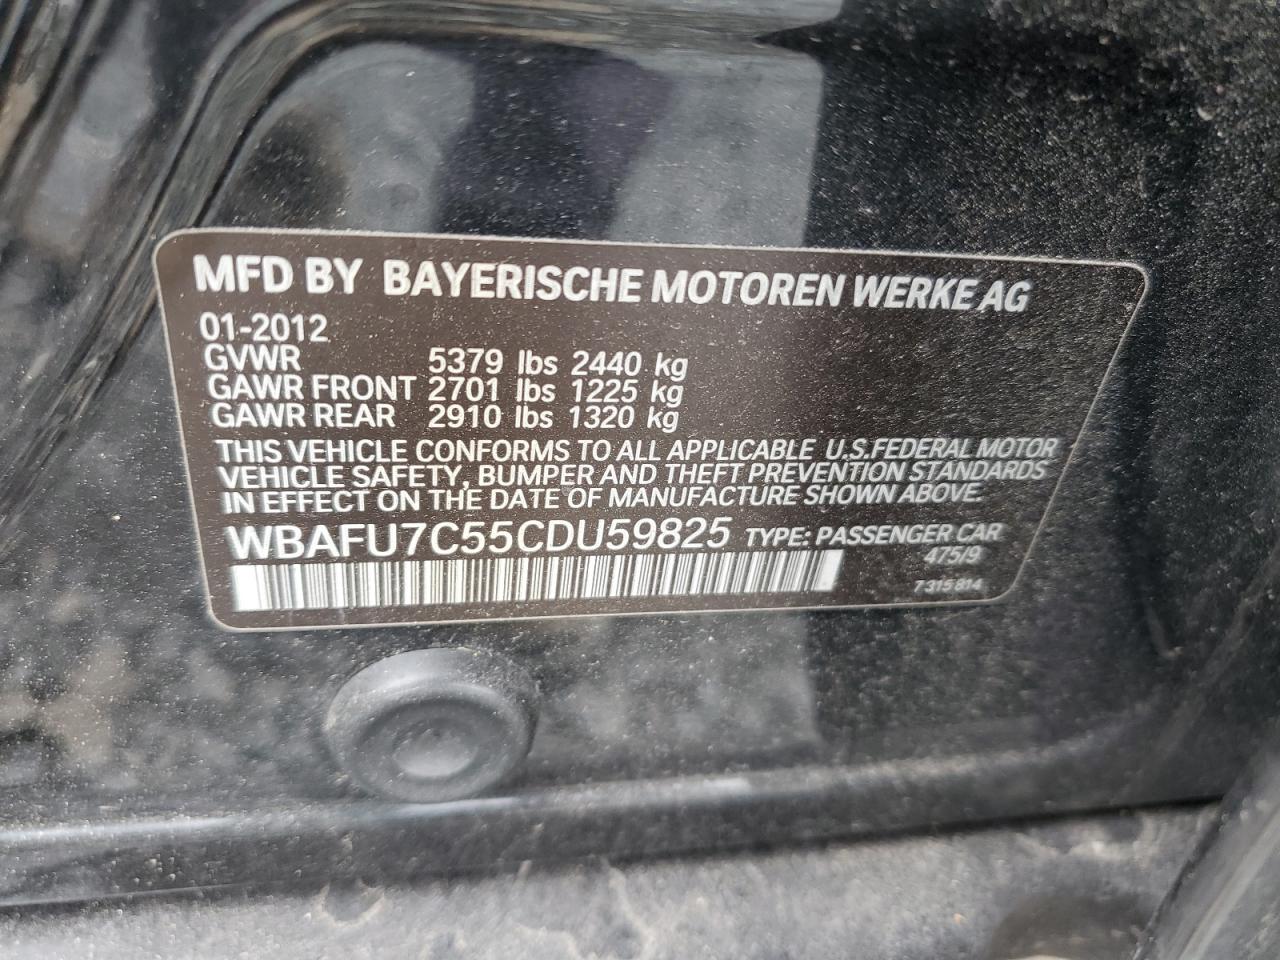 MFD BY BAYERISCHE MOTOREN WERKE AG
01-2012
GVWR 5379 lbs 2440 kg
GAWR FRONT 2701 lbs 1225 kg
GAWR REAR 2910 lbs 1320 kg
THIS VEHICLE CONFORMS TO ALL APPLICABLE U.S.FEDERAL MOTOR
VEHICLE SAFETY, BUMPER AND THEFT PREVENTION STANDARDS
IN EFFECT ON THE DATE OF MANUFACTURE SHOWN ABOVE.
WBAFU7C55CDU59825 TYPE: PASSENGER CAR
475/9
7 315 814